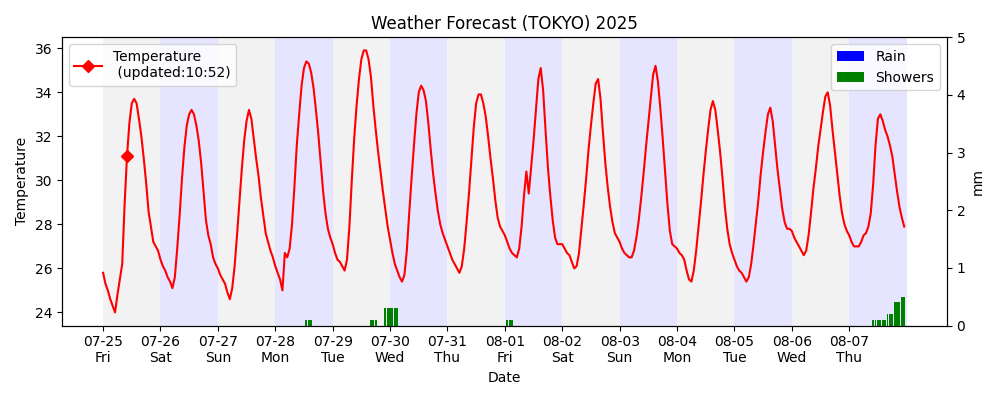 Weather Forecast (TOKYO) 2025
Temperature
(updated:10:52)
Rain
Showers
36
34
32
30
28
26
24
Temperature
5
4
3
2
1
0
mm
07-25 07-26 07-27 07-28 07-29 07-30 07-31 08-01 08-02 08-03 08-04 08-05 08-06 08-07
Fri Sat Sun Mon Tue Wed Thu Fri Sat Sun Mon Tue Wed Thu
Date